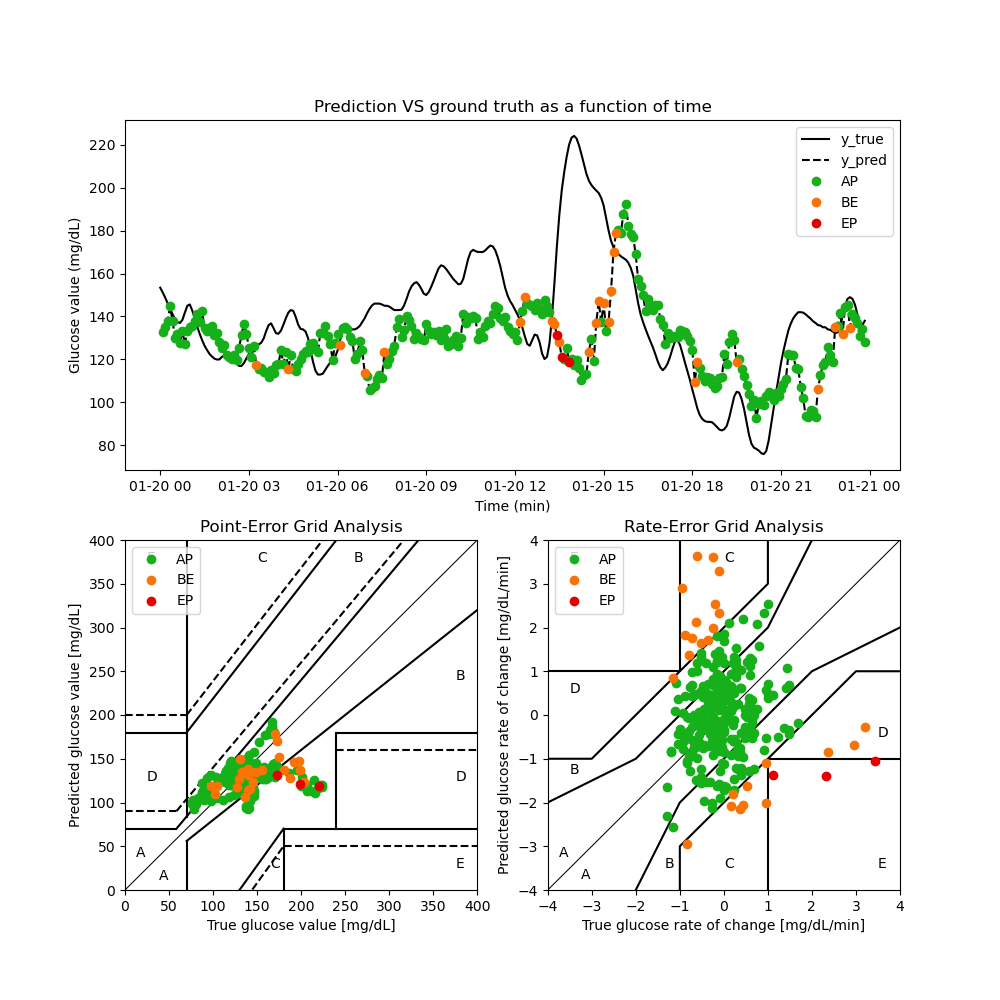 Prediction VS ground truth as a function of time
Glucose value (mg/dL)
220
200
180
160
140
120
100
80
y_true
y_pred
AP
BE
EP
01-20 00 01-20 03 01-20 06 01-20 09 01-20 12 01-20 15 01-20 18 01-20 21 01-21 00
Time (min)
Point-Error Grid Analysis
Predicted glucose value [mg/dL]
400
350
300
250
200
150
100
50
0
AP
BE
EP
C
B
B
D
D
A
A
C
E
0 50 100 150 200 250 300 350 400
True glucose value [mg/dL]
Rate-Error Grid Analysis
Predicted glucose rate of change [mg/dL/min]
4
3
2
1
0
−1
−2
−3
−4
AP
BE
EP
C
D
D
B
A
A
B
C
E
−4 −3 −2 −1 0 1 2 3 4
True glucose rate of change [mg/dL/min]